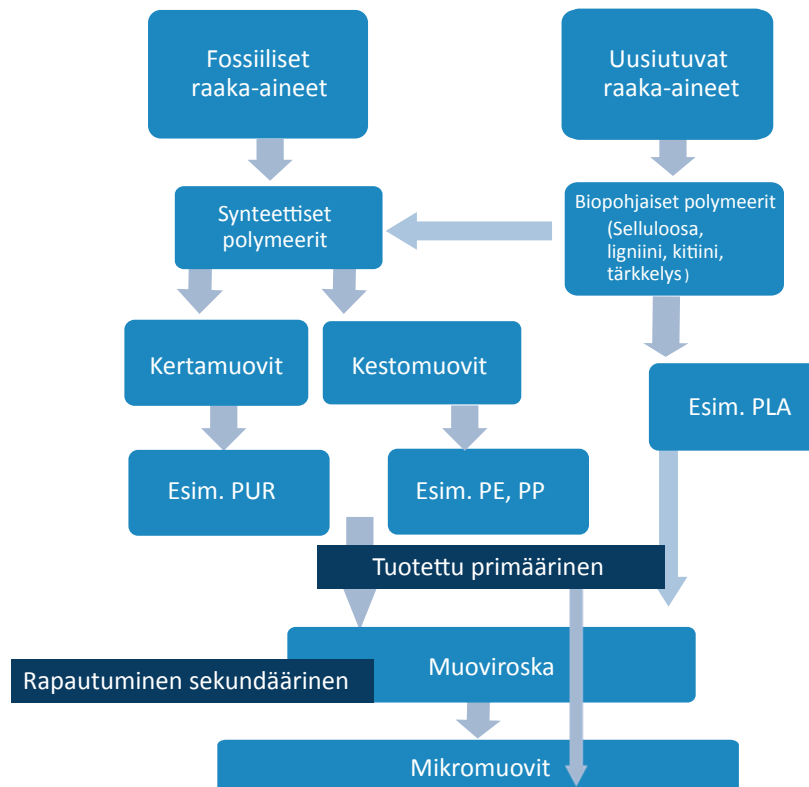 Fossiiliset
raaka-aineet
Uusiutuvat
raaka-aineet
Synteettiset
polymeerit
Biopohjaiset polymeerit
(Selluloosa,
ligniini, kitiini,
tärkkelys)
Kertamuovit
Kestomuovit
Esim. PLA
Esim. PUR
Esim. PE, PP
Tuotettu primäärinen
Muoviroska
Rapautuminen sekundäärinen
Mikromuovit